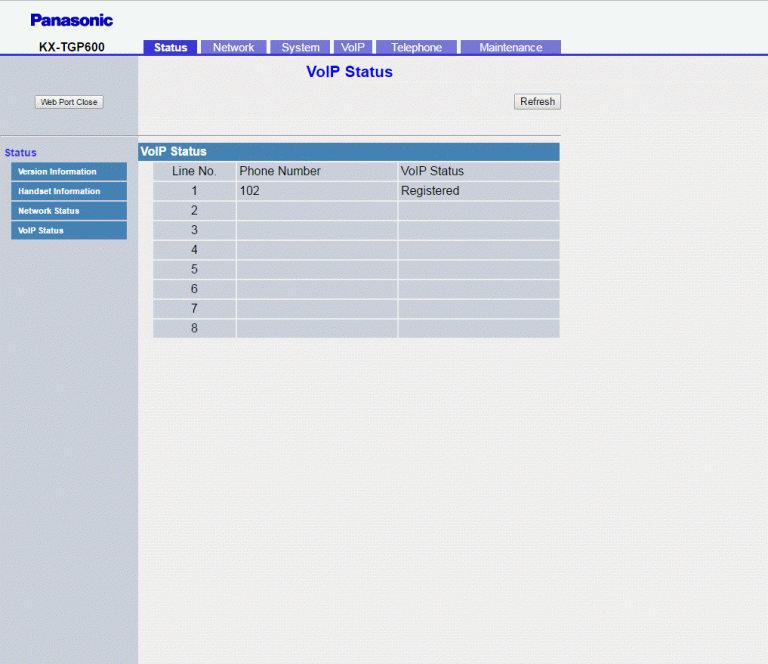 Panasonic
KX-TGP600
Status Network System VoIP Telephone Maintenance
VoIP Status
Web Port Close
Refresh
Status
Version Information
Handset Information
Network Status
VoIP Status
VoIP Status
Line No. Phone Number VoIP Status
1 102 Registered
2
3
4
5
6
7
8